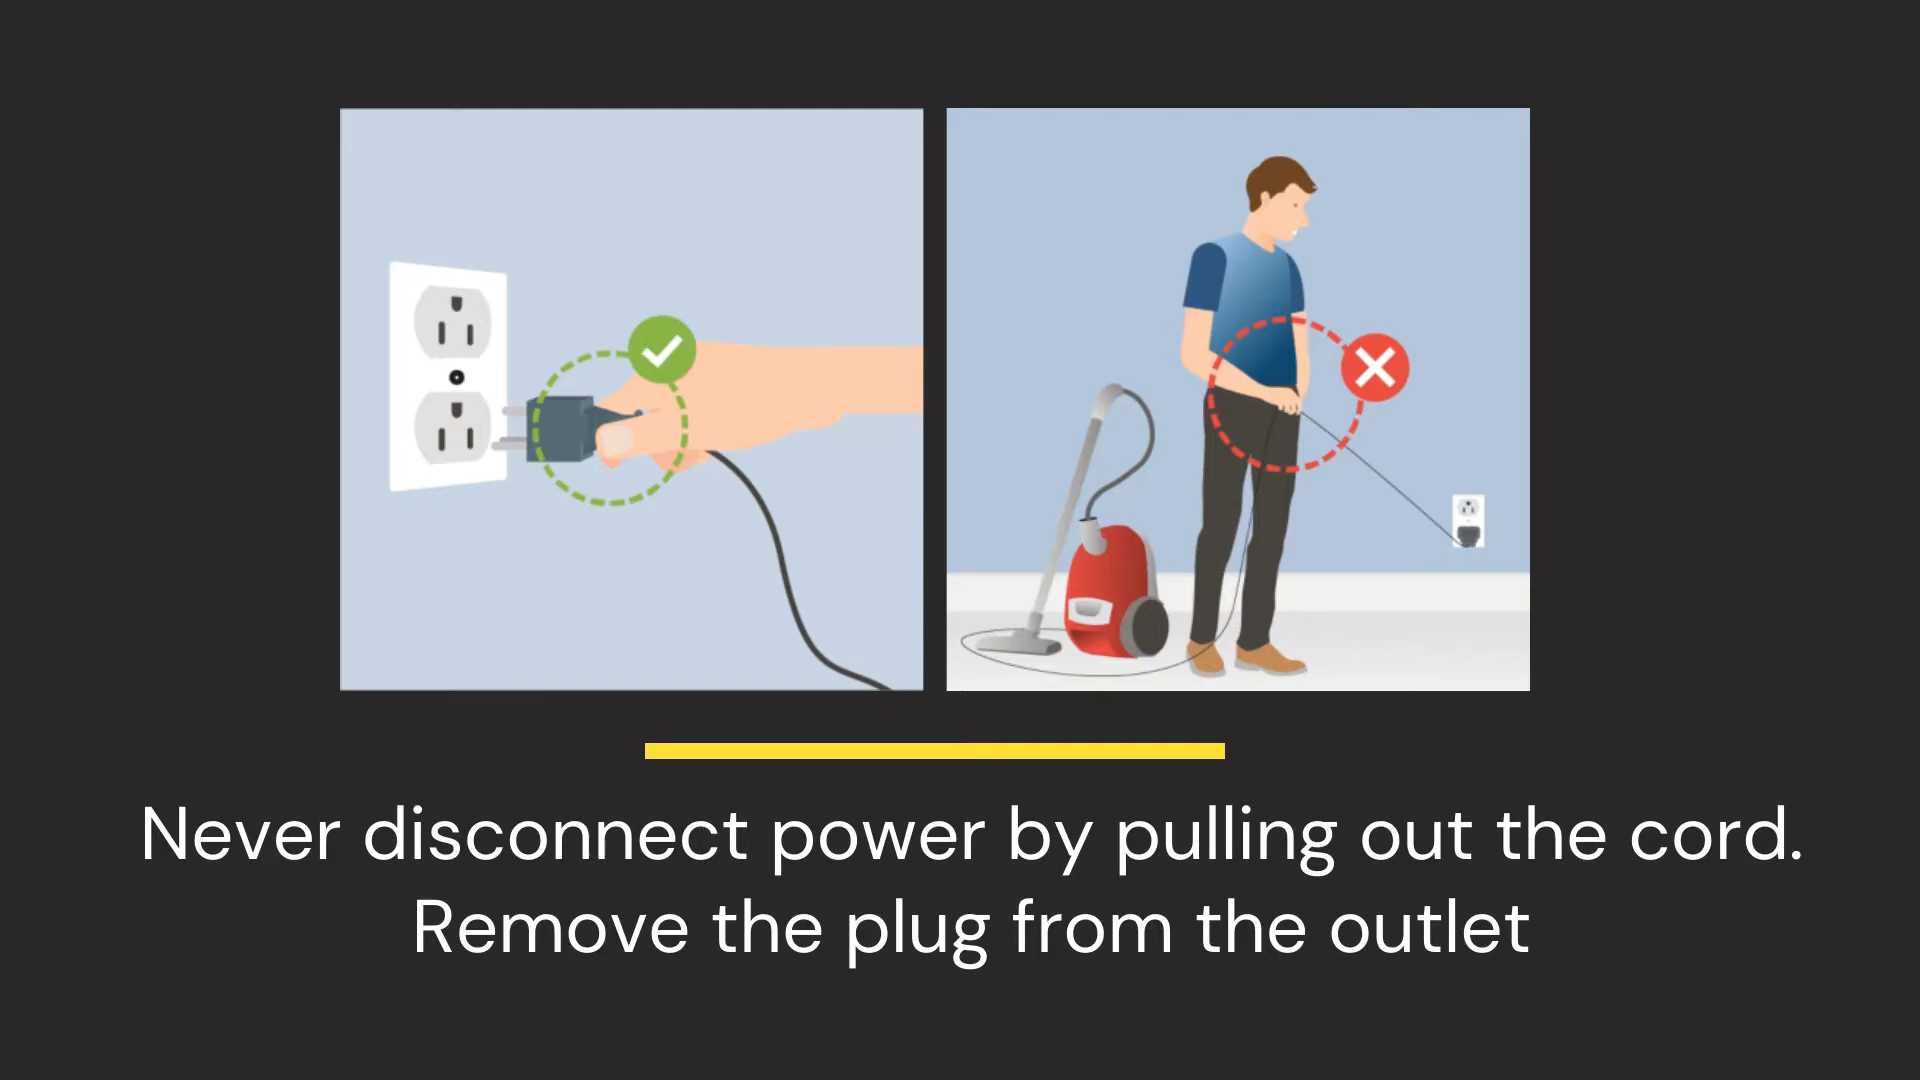 Never disconnect power by pulling out the cord.
Remove the plug from the outlet